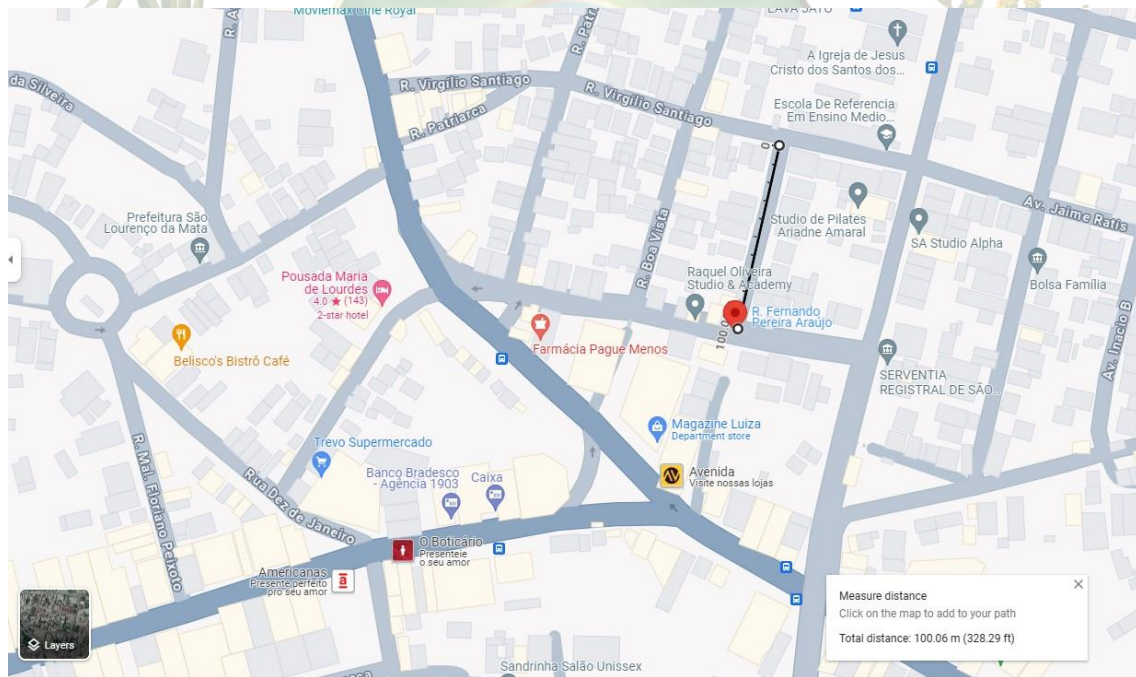 Moviemax Cine Royal
R. Patri
LAVA JATO
A Igreja de Jesus
Cristo dos Santos dos...
da Silveira
R. Virgílio Santiago
R. Virgílio Santiago
Escola De Referencia
Em Ensino Medio...
R. Patriarca
0
Av. Jaime Ratis
Prefeitura São
Lourenço da Mata
R. Boa Vista
Studio de Pilates
Ariadne Amaral
SA Studio Alpha
Pousada Maria
de Lourdes
4.0 ★ (143)
2-star hotel
Raquel Oliveira
Studio & Academy
Bolsa Família
R. Fernando
Pereira Araújo
100.0
Av. Inacio B
Belisco's Bistrô Café
Farmácia Pague Menos
SERVENTIA
REGISTRAL DE SÃO...
R. Mal. Floriano Peixoto
Trevo Supermercado
Magazine Luiza
Department store
Rua Dez de Janeiro
Banco Bradesco
- Agência 1903
Caixa
Avenida
Visite nossas lojas
O Boticário
Presenteie
o seu amor
Americanas
Presente perfeito
pro seu amor
Layers
Sandrinha Salão Unissex
Measure distance
Click on the map to add to your path
Total distance: 100.06 m (328.29 ft)